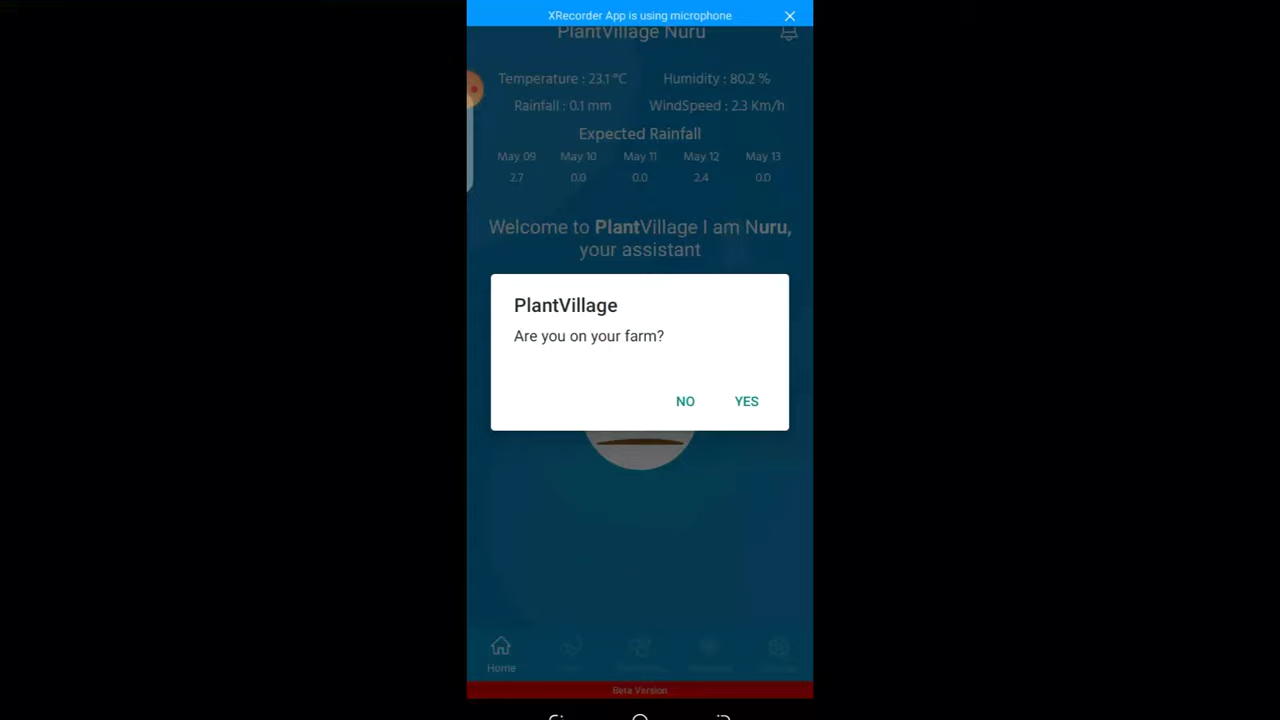 XRecorder App is using microphone
PlantVillage Nuru
Temperature : 23.1 °C Humidity : 80.2 %
Rainfall : 0.1 mm WindSpeed : 2.3 Km/h
Expected Rainfall
May 09 May 10 May 11 May 12 May 13
2.7 0.0 0.0 2.4 0.0
Welcome to PlantVillage I am Nuru,
your assistant
PlantVillage
Are you on your farm?
NO YES
Home
Beta Version